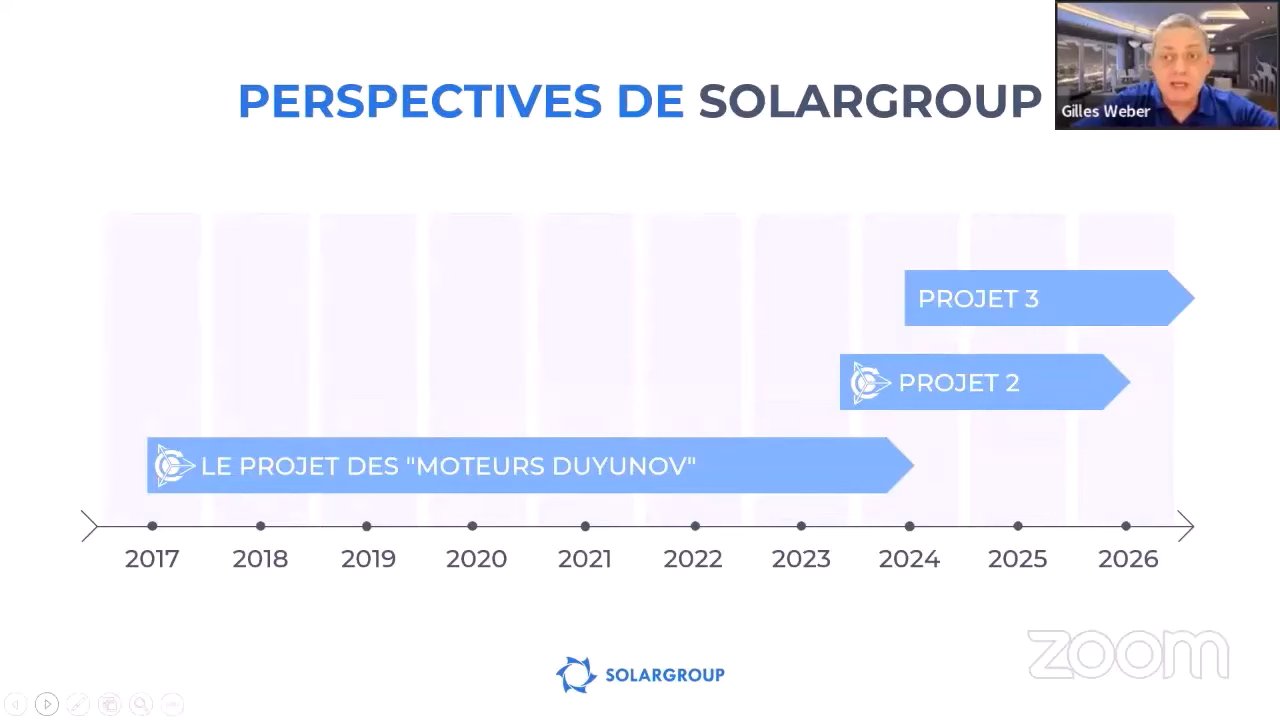 PERSPECTIVES DE SOLARGROUP
Gilles Weber
PROJET 3
PROJET 2
LE PROJET DES "MOTEURS DUYUNOV"
2017 2018 2019 2020 2021 2022 2023 2024 2025 2026
SOLARGROUP
zoom